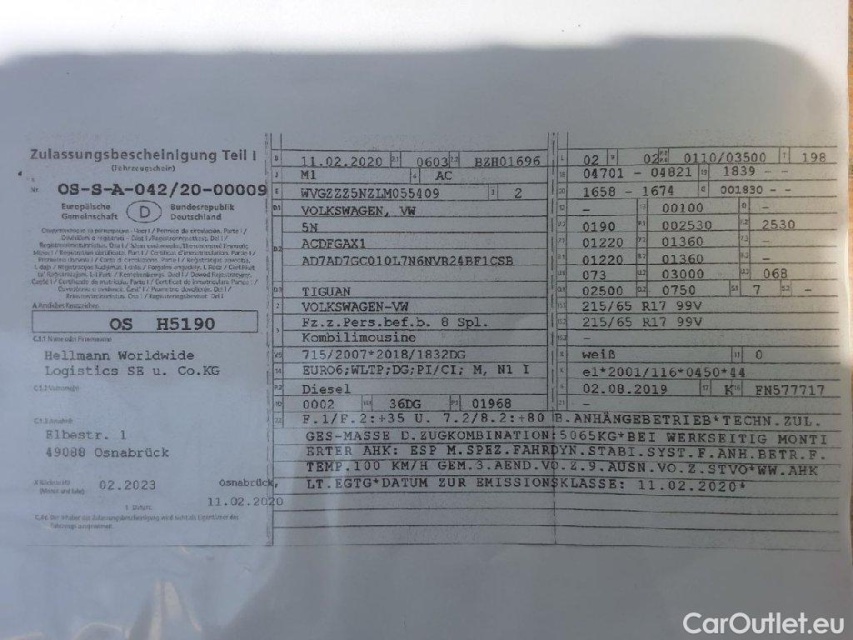 Zulassungsbescheinigung Teil I
(Fahrzeugschein)
Nr. OS-S-A-042/20-00009
Europäische Gemeinschaft
D
Bundesrepublik Deutschland
OS H5190
Hellmann Worldwide
Logistics SE u. Co.KG
Elbestr. 1
49088 Osnabrück
02.2023
Osnabrück,
11.02.2020
11.02.2020 0603 BZH01696
M1 AC
WVGZZZ5NZLM055409 2
VOLKSWAGEN, VW
5N
ACDFGAX1
AD7AD7GC010L7N6NVR24BF1CSB
TIGUAN
VOLKSWAGEN-VW
Fz.z.Pers.bef.b. 8 Spl.
Kombilimousine
715/2007*2018/1832DG
EURO6;WLTP;DG;PI/CI; M, N1 I
Diesel
0002 36DG 01968
02 02 0110/03500 198
04701 - 04821 1839 - -
1658 - 1674 001830 - -
- 00100 -
0190 002530 2530
01220 01360 -
01220 01360 -
073 03000 068
02500 0750 7 -
215/65 R17 99V
215/65 R17 99V
-
weiß 0
e1*2001/116*0450*44
02.08.2019 K FN577717
-
F.1/F.2:+35 U. 7.2/8.2:+80 B.ANHÄNGEBETRIEB*TECHN.ZUL.
GES-MASSE D.ZUGKOMBINATION:5065KG*BEI WERKSEITIG MONTI
ERTER AHK: ESP M.SPEZ.FAHRDYN.STABI.SYST.F.ANH.BETR.F.
TEMP.100 KM/H GEM.3.AEND.VO.Z.9.AUSN.VO.Z.STVO*WW.AHK
LT.EGTG*DATUM ZUR EMISSIONSKLASSE: 11.02.2020*
CarOutlet.eu